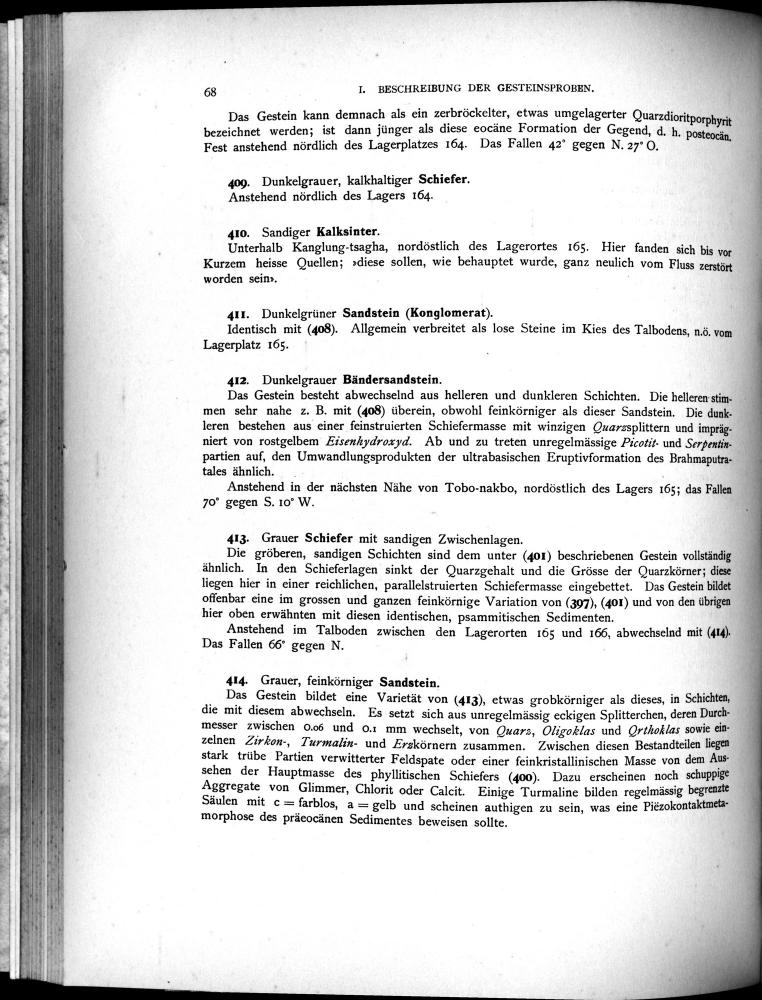 68
I. BESCHREIBUNG DER GESTEINSPROBEN.
Das Gestein kann demnach als ein zerbröckelter, etwas umgelagerter Quarzdioritporphyrit
bezeichnet werden; ist dann jünger als diese eocäne Formation der Gegend, d. h. posteocän.
Fest anstehend nördlich des Lagerplatzes 164. Das Fallen 42° gegen N. 27° O.
409. Dunkelgrauer, kalkhaltiger Schiefer.
Anstehend nördlich des Lagers 164.
410. Sandiger Kalksinter.
Unterhalb Kanglung-tsagha, nordöstlich des Lagerortes 165. Hier fanden sich bis vor
Kurzem heisse Quellen; »diese sollen, wie behauptet wurde, ganz neulich vom Fluss zerstört
worden sein».
411. Dunkelgrüner Sandstein (Konglomerat).
Identisch mit (408). Allgemein verbreitet als lose Steine im Kies des Talbodens, n.ö. vom
Lagerplatz 165.
412. Dunkelgrauer Bändersandstein.
Das Gestein besteht abwechselnd aus helleren und dunkleren Schichten. Die helleren stim-
men sehr nahe z. B. mit (408) überein, obwohl feinkörniger als dieser Sandstein. Die dunk-
leren bestehen aus einer feinstruierten Schiefermasse mit winzigen Quarzsplittern und impräg-
niert von rostgelbem Eisenhydroxyd. Ab und zu treten unregelmässige Picotit- und Serpentin-
partien auf, den Umwandlungsprodukten der ultrabasischen Eruptivformation des Brahmaputra-
tales ähnlich.
Anstehend in der nächsten Nähe von Tobo-nakbo, nordöstlich des Lagers 165; das Fallen
70° gegen S. 10° W.
413. Grauer Schiefer mit sandigen Zwischenlagen.
Die gröberen, sandigen Schichten sind dem unter (401) beschriebenen Gestein vollständig
ähnlich. In den Schieferlagen sinkt der Quarzgehalt und die Grösse der Quarzkörner; diese
liegen hier in einer reichlichen, parallelstruierten Schiefermasse eingebettet. Das Gestein bildet
offenbar eine im grossen und ganzen feinkörnige Variation von (397), (401) und von den übrigen
hier oben erwähnten mit diesen identischen, psammitischen Sedimenten.
Anstehend im Talboden zwischen den Lagerorten 165 und 166, abwechselnd mit (414).
Das Fallen 66° gegen N.
414. Grauer, feinkörniger Sandstein.
Das Gestein bildet eine Varietät von (413), etwas grobkörniger als dieses, in Schichten,
die mit diesem abwechseln. Es setzt sich aus unregelmässig eckigen Splitterchen, deren Durch-
messer zwischen 0.06 und 0.1 mm wechselt, von Quarz, Oligoklas und Orthoklas sowie ein-
zelnen Zirkon-, Turmalin- und Erzkörnern zusammen. Zwischen diesen Bestandteilen liegen
stark trübe Partien verwitterter Feldspate oder einer feinkristallinischen Masse von dem Aus-
sehen der Hauptmasse des phyllitischen Schiefers (400). Dazu erscheinen noch schuppige
Aggregate von Glimmer, Chlorit oder Calcit. Einige Turmaline bilden regelmässig begrenzte
Säulen mit c = farblos, a = gelb und scheinen authigen zu sein, was eine Piëzokontaktmeta-
morphose des präeocänen Sedimentes beweisen sollte.